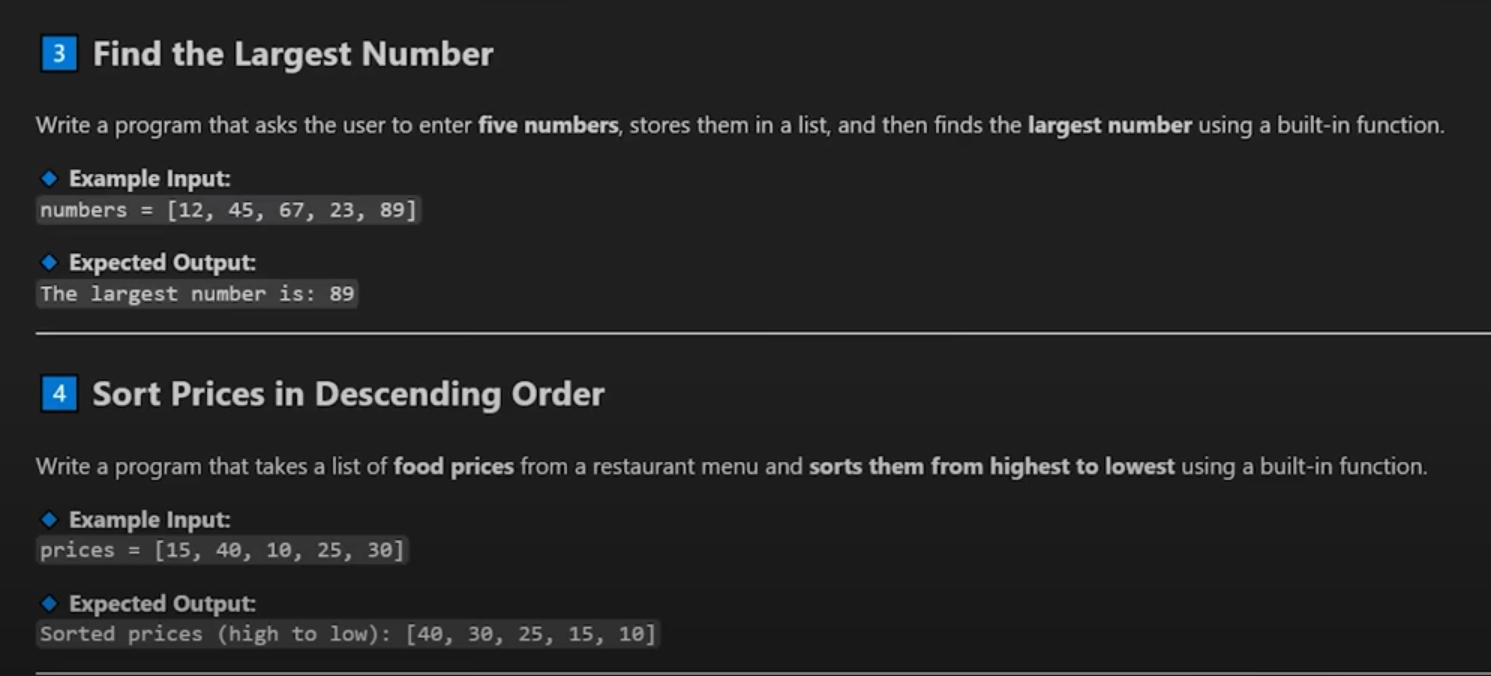 3 Find the Largest Number
Write a program that asks the user to enter five numbers, stores them in a list, and then finds the largest number using a built-in function.
Example Input:
numbers = [12, 45, 67, 23, 89]
Expected Output:
The largest number is: 89
4 Sort Prices in Descending Order
Write a program that takes a list of food prices from a restaurant menu and sorts them from highest to lowest using a built-in function.
Example Input:
prices = [15, 40, 10, 25, 30]
Expected Output:
Sorted prices (high to low): [40, 30, 25, 15, 10]